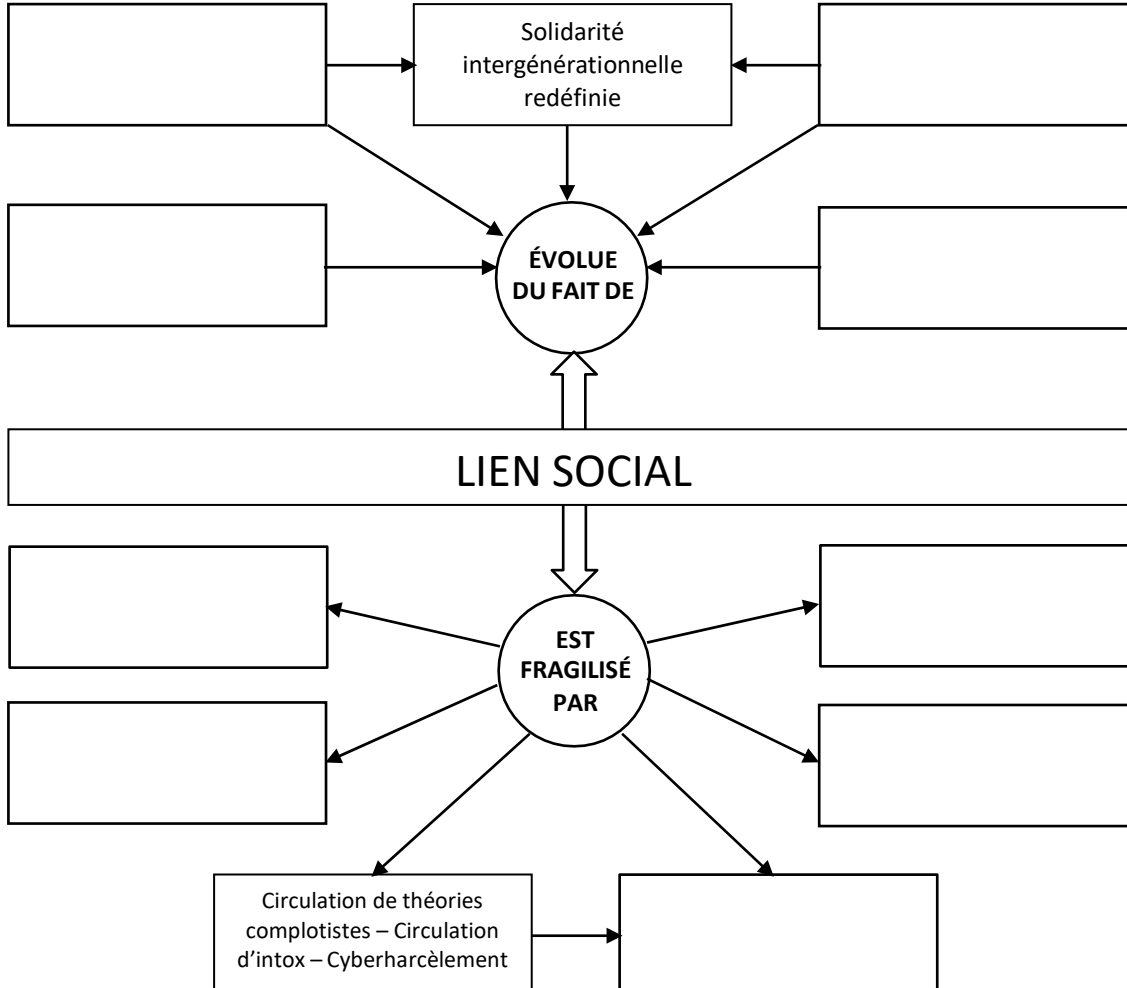 Solidarité
intergénérationnelle
redéfinie
ÉVOLUE
DU FAIT DE
LIEN SOCIAL
EST
FRAGILISÉ
PAR
Circulation de théories
complotistes – Circulation
d’intox – Cyberharcèlement